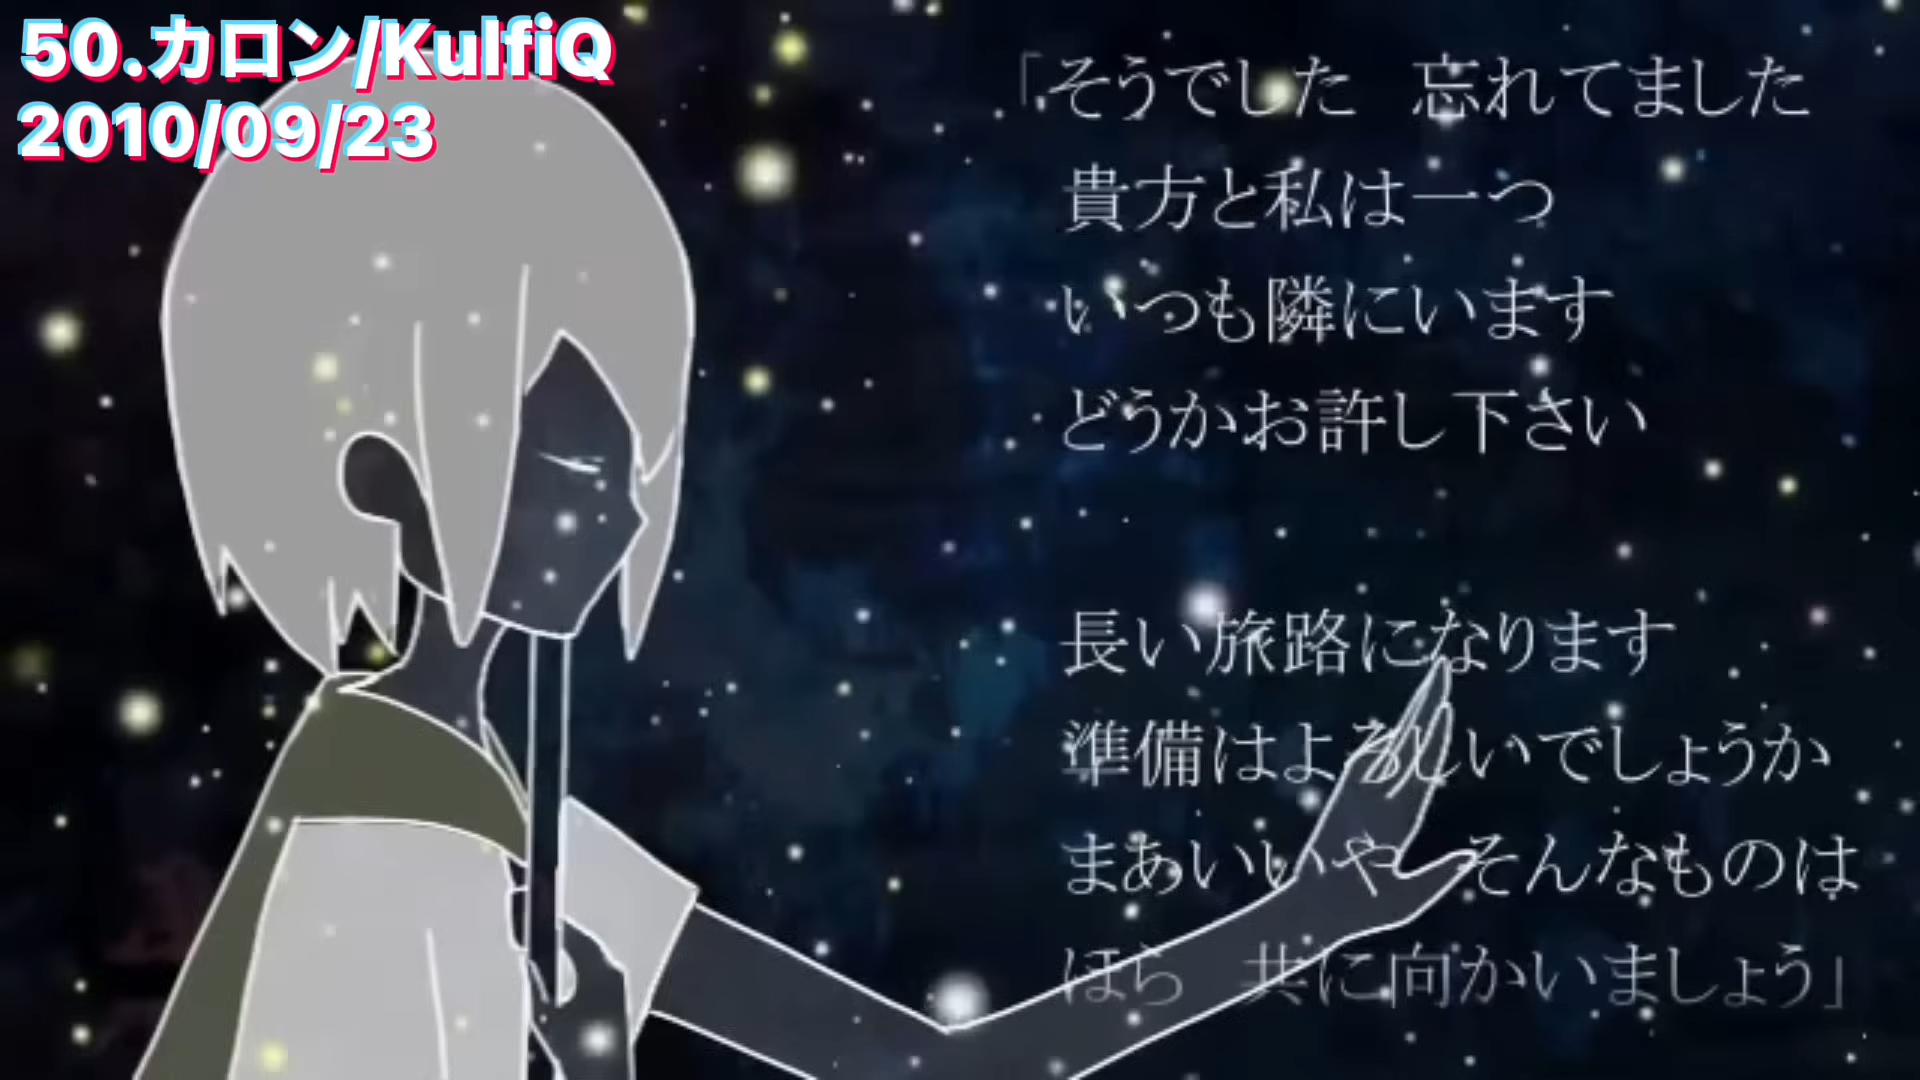 50.カロン/KulfiQ
2010/09/23
「そうでした　忘れてました
貴方と私は一つ
いつも隣にいます
どうかお許し下さい
長い旅路になります
準備はよろしいでしょうか
まあいいや　そんなものは
ほら　共に向かいましょう」